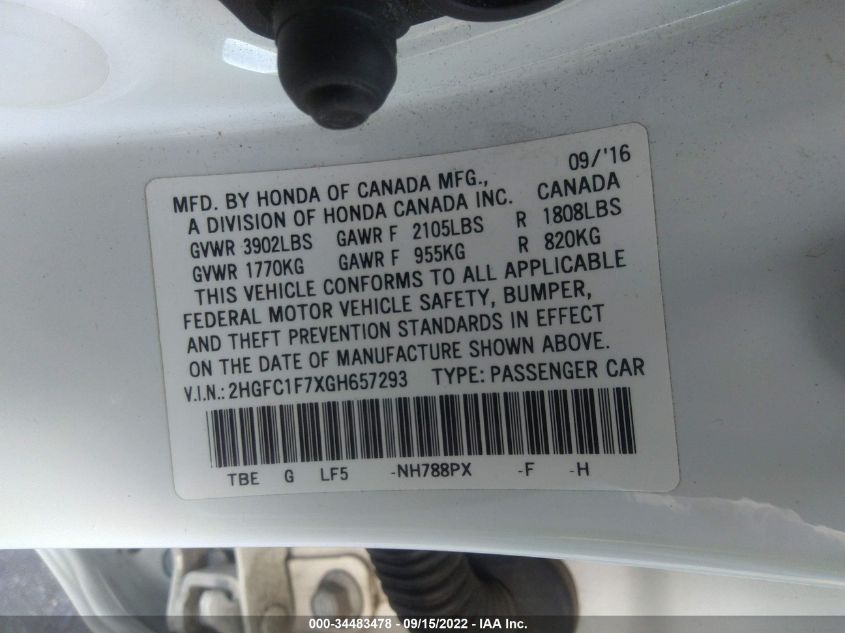 09/'16
MFD. BY HONDA OF CANADA MFG., CANADA
A DIVISION OF HONDA CANADA INC.
GVWR 3902LBS GAWR F 2105LBS R 1808LBS
GVWR 1770KG GAWR F 955KG R 820KG
THIS VEHICLE CONFORMS TO ALL APPLICABLE
FEDERAL MOTOR VEHICLE SAFETY, BUMPER,
AND THEFT PREVENTION STANDARDS IN EFFECT
ON THE DATE OF MANUFACTURE SHOWN ABOVE.
V.I.N.: 2HGFC1F7XGH657293 TYPE: PASSENGER CAR
TBE G LF5 -NH788PX -F -H
000-34483478 - 09/15/2022 - IAA Inc.